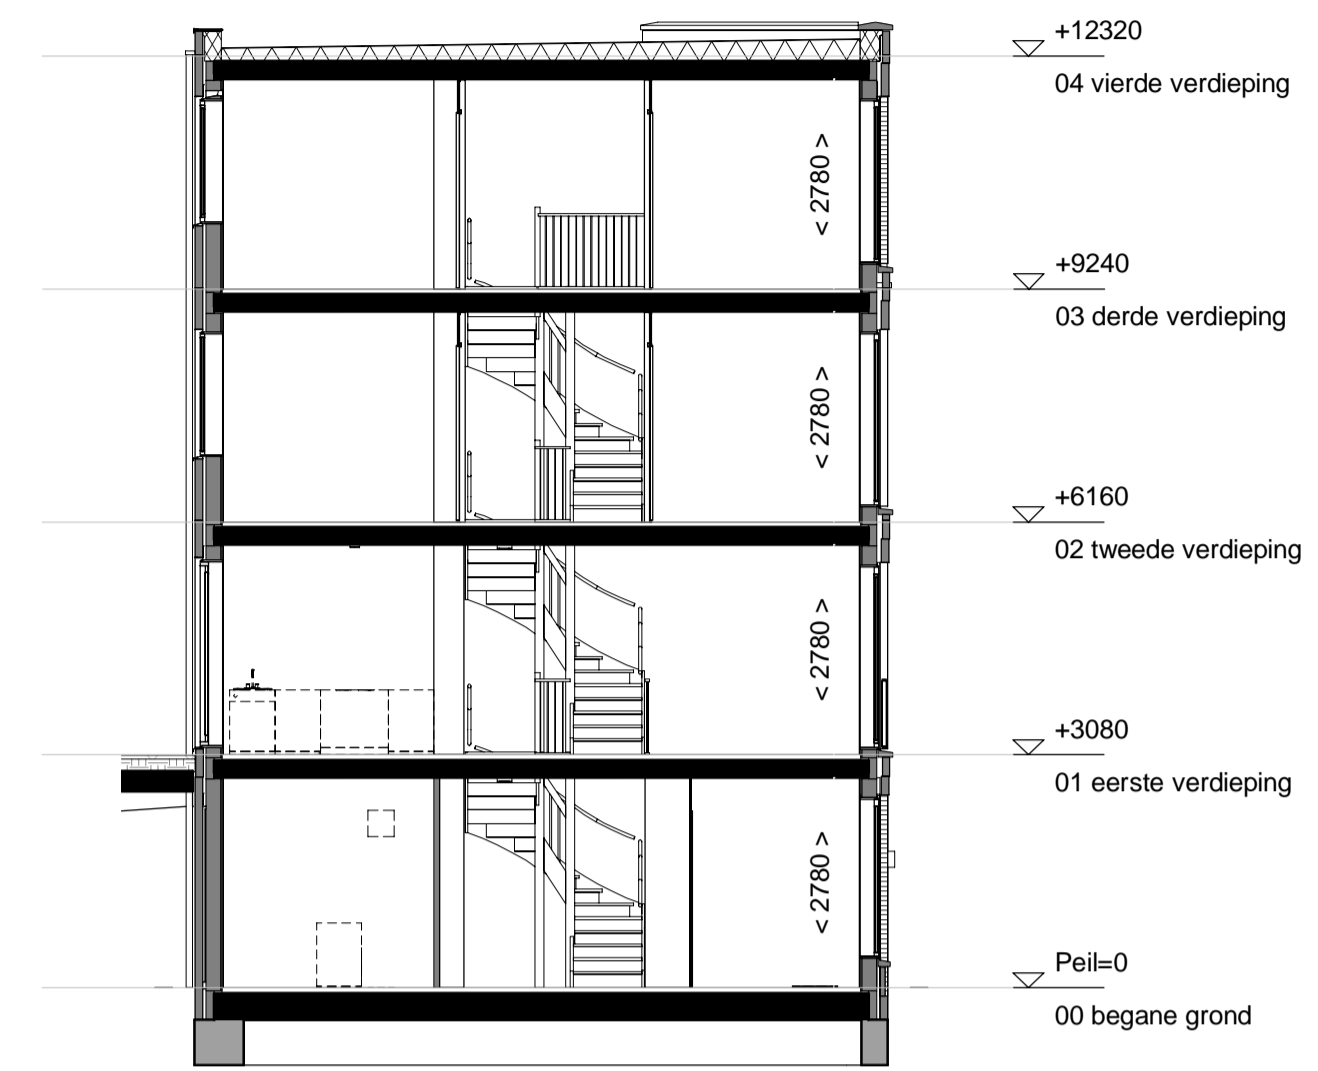 +12320
04 vierde verdieping
< 2780 >
+9240
03 derde verdieping
< 2780 >
+6160
02 tweede verdieping
< 2780 >
+3080
01 eerste verdieping
< 2780 >
Peil=0
00 begane grond